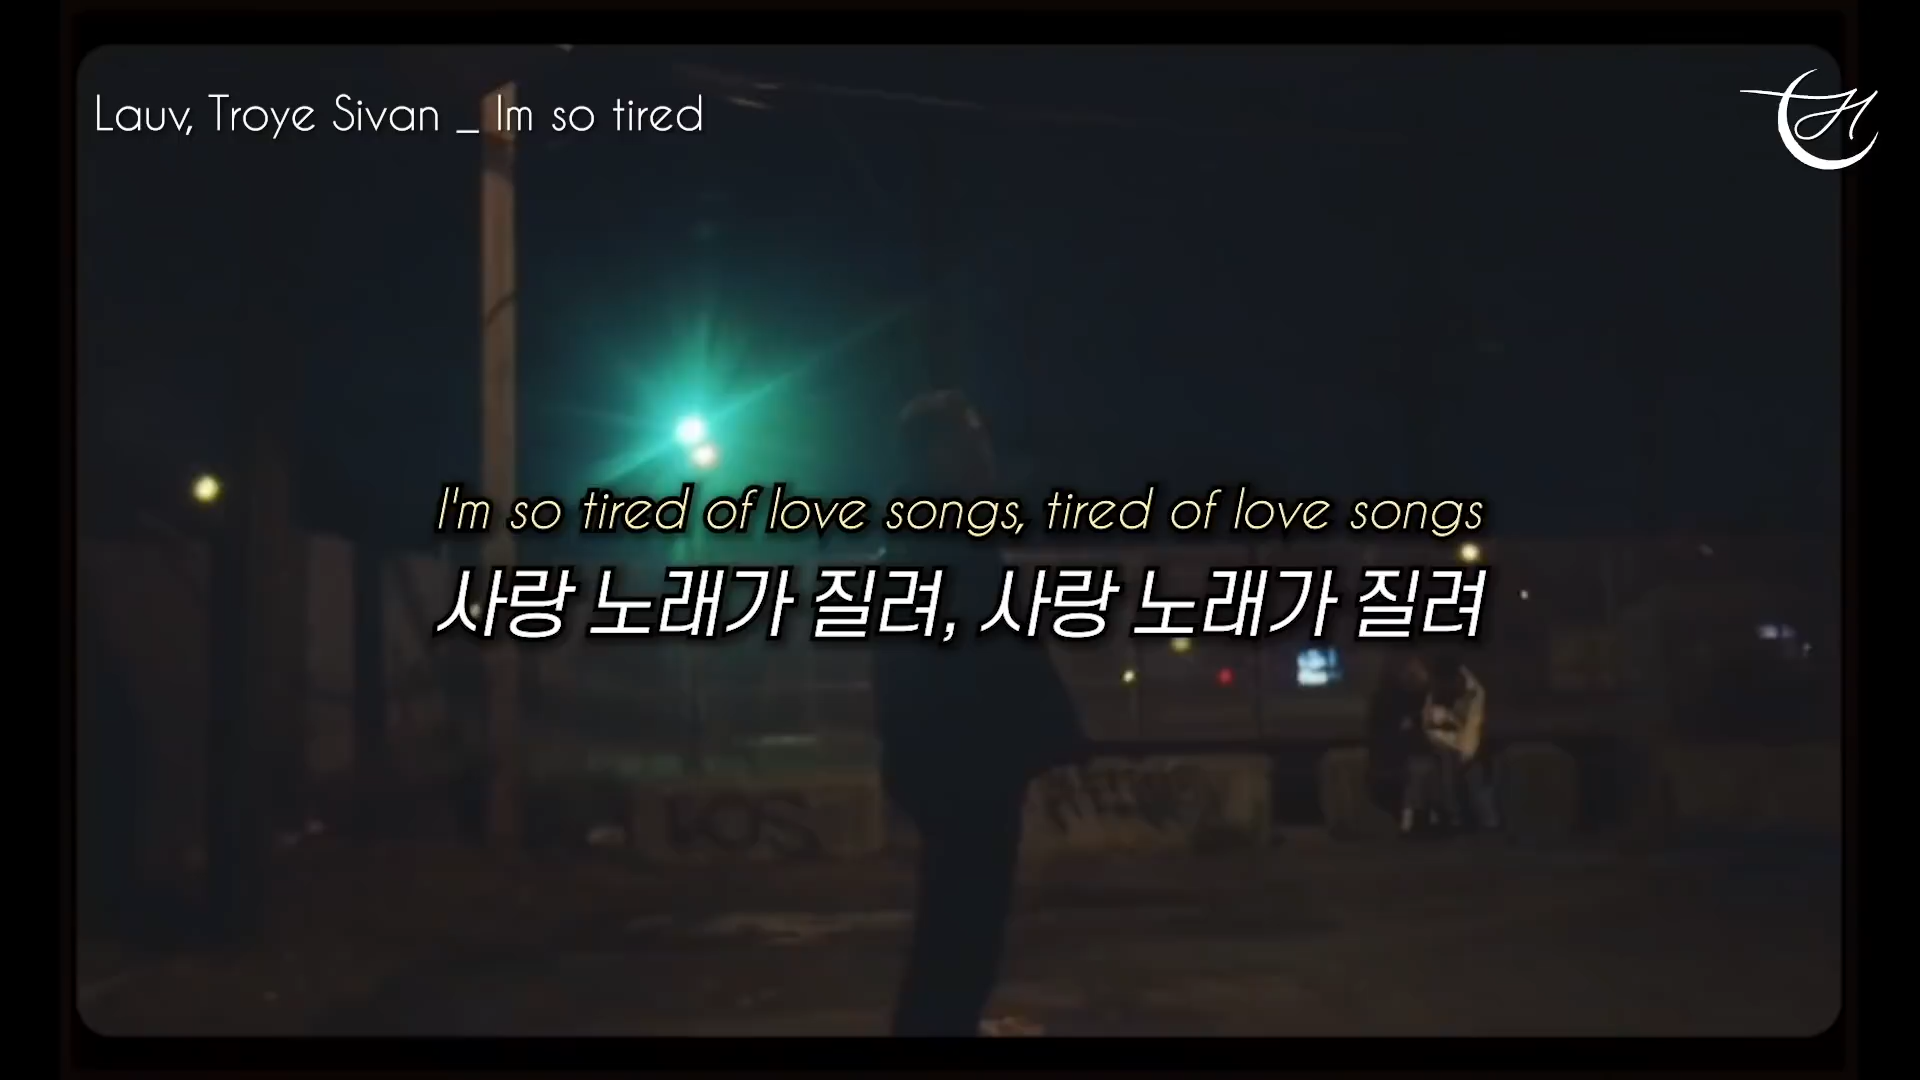 Lauv, Troye Sivan _ Im so tired
I'm so tired of love songs, tired of love songs
사랑 노래가 질려, 사랑 노래가 질려